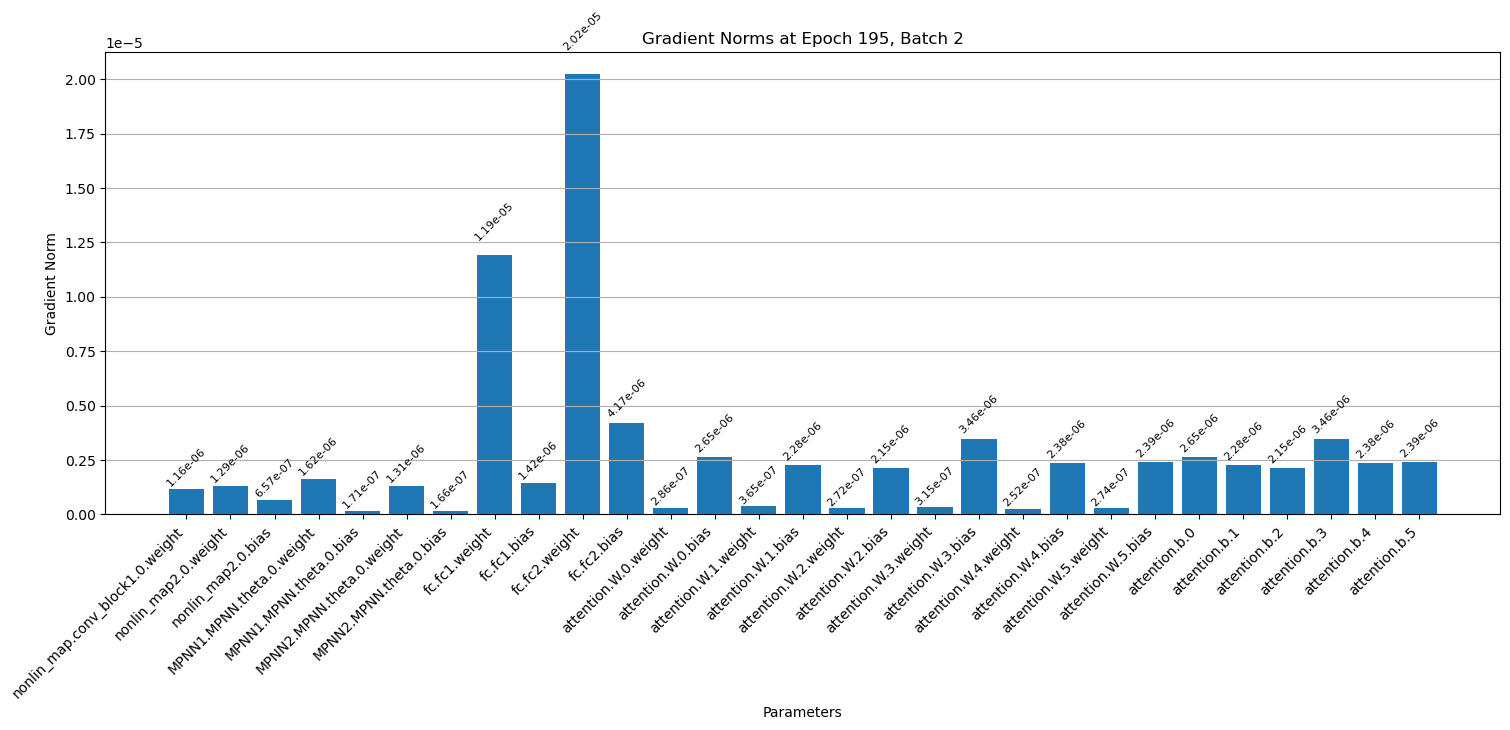 Gradient Norms at Epoch 195, Batch 2
1e−5
2.00
1.75
1.50
1.25
1.00
0.75
0.50
0.25
0.00
Gradient Norm
1.16e-06
1.29e-06
6.57e-07
1.62e-06
1.71e-07
1.31e-06
1.66e-07
1.19e-05
1.42e-06
2.02e-05
4.17e-06
2.86e-07
2.65e-06
3.65e-07
2.28e-06
2.72e-07
2.15e-06
3.15e-07
3.46e-06
2.52e-07
2.38e-06
2.74e-07
2.39e-06
2.65e-06
2.28e-06
2.15e-06
3.46e-06
2.38e-06
2.39e-06
nonlin_map.conv_block1.0.weight
nonlin_map2.0.weight
nonlin_map2.0.bias
MPNN1.MPNN.theta.0.weight
MPNN1.MPNN.theta.0.bias
MPNN2.MPNN.theta.0.weight
MPNN2.MPNN.theta.0.bias
fc.fc1.weight
fc.fc1.bias
fc.fc2.weight
fc.fc2.bias
attention.W.0.weight
attention.W.0.bias
attention.W.1.weight
attention.W.1.bias
attention.W.2.weight
attention.W.2.bias
attention.W.3.weight
attention.W.3.bias
attention.W.4.weight
attention.W.4.bias
attention.W.5.weight
attention.W.5.bias
attention.b.0
attention.b.1
attention.b.2
attention.b.3
attention.b.4
attention.b.5
Parameters